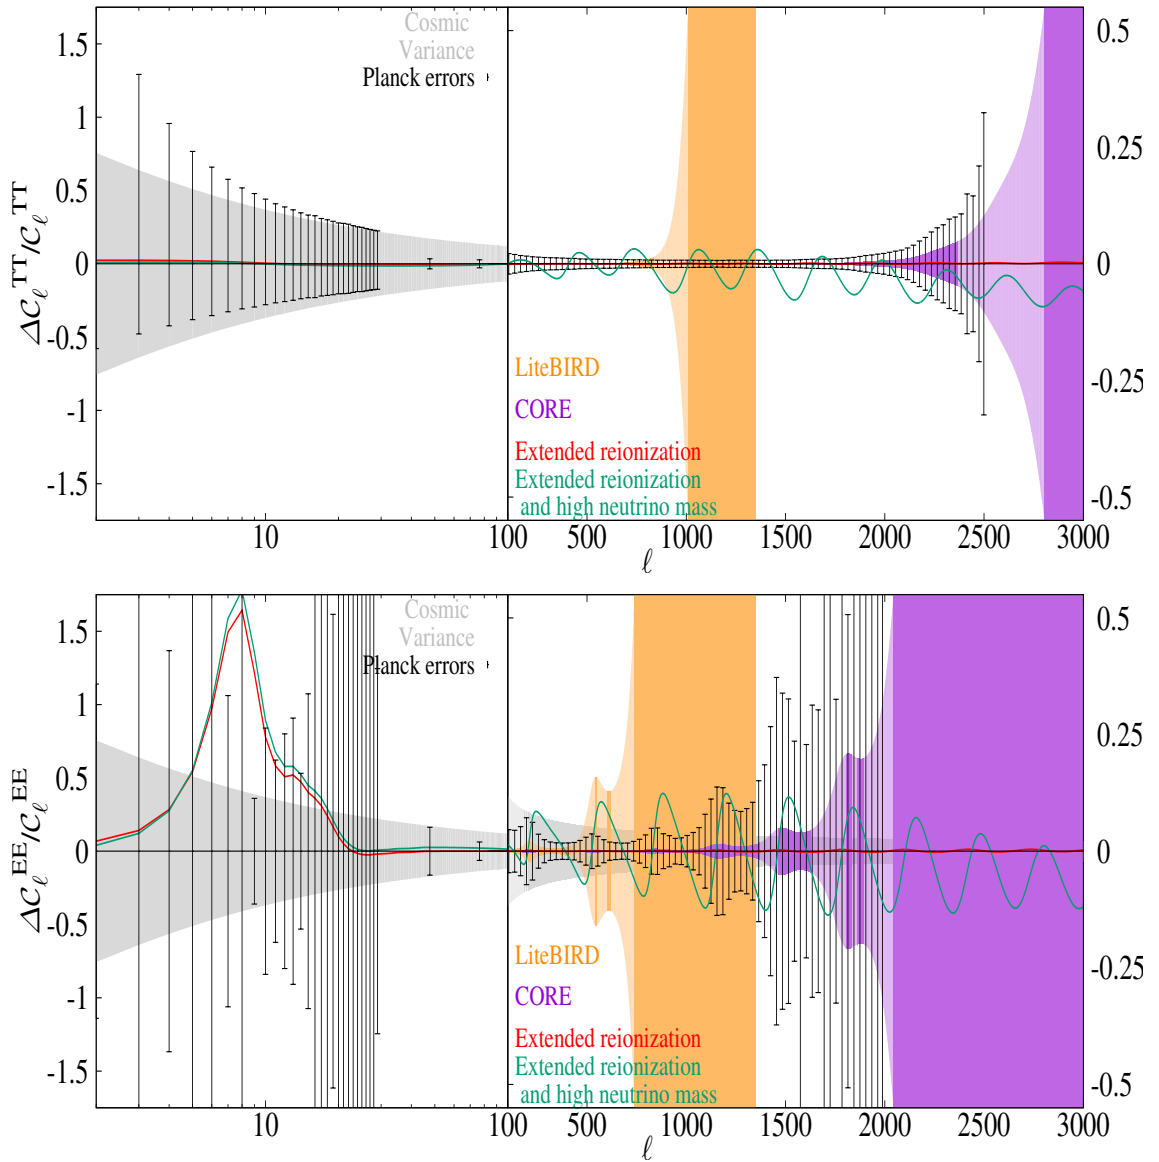 Cosmic
Variance
Planck errors
1.5
1
0.5
0
-0.5
-1
-1.5
0.5
0.25
0
-0.25
-0.5
ΔC_ℓ^TT/C_ℓ^TT
LiteBIRD
CORE
Extended reionization
Extended reionization
and high neutrino mass
10
100
500
1000
1500
2000
2500
3000
ℓ
Cosmic
Variance
Planck errors
1.5
1
0.5
0
-0.5
-1
-1.5
0.5
0.25
0
-0.25
-0.5
ΔC_ℓ^EE/C_ℓ^EE
LiteBIRD
CORE
Extended reionization
Extended reionization
and high neutrino mass
10
100
500
1000
1500
2000
2500
3000
ℓ